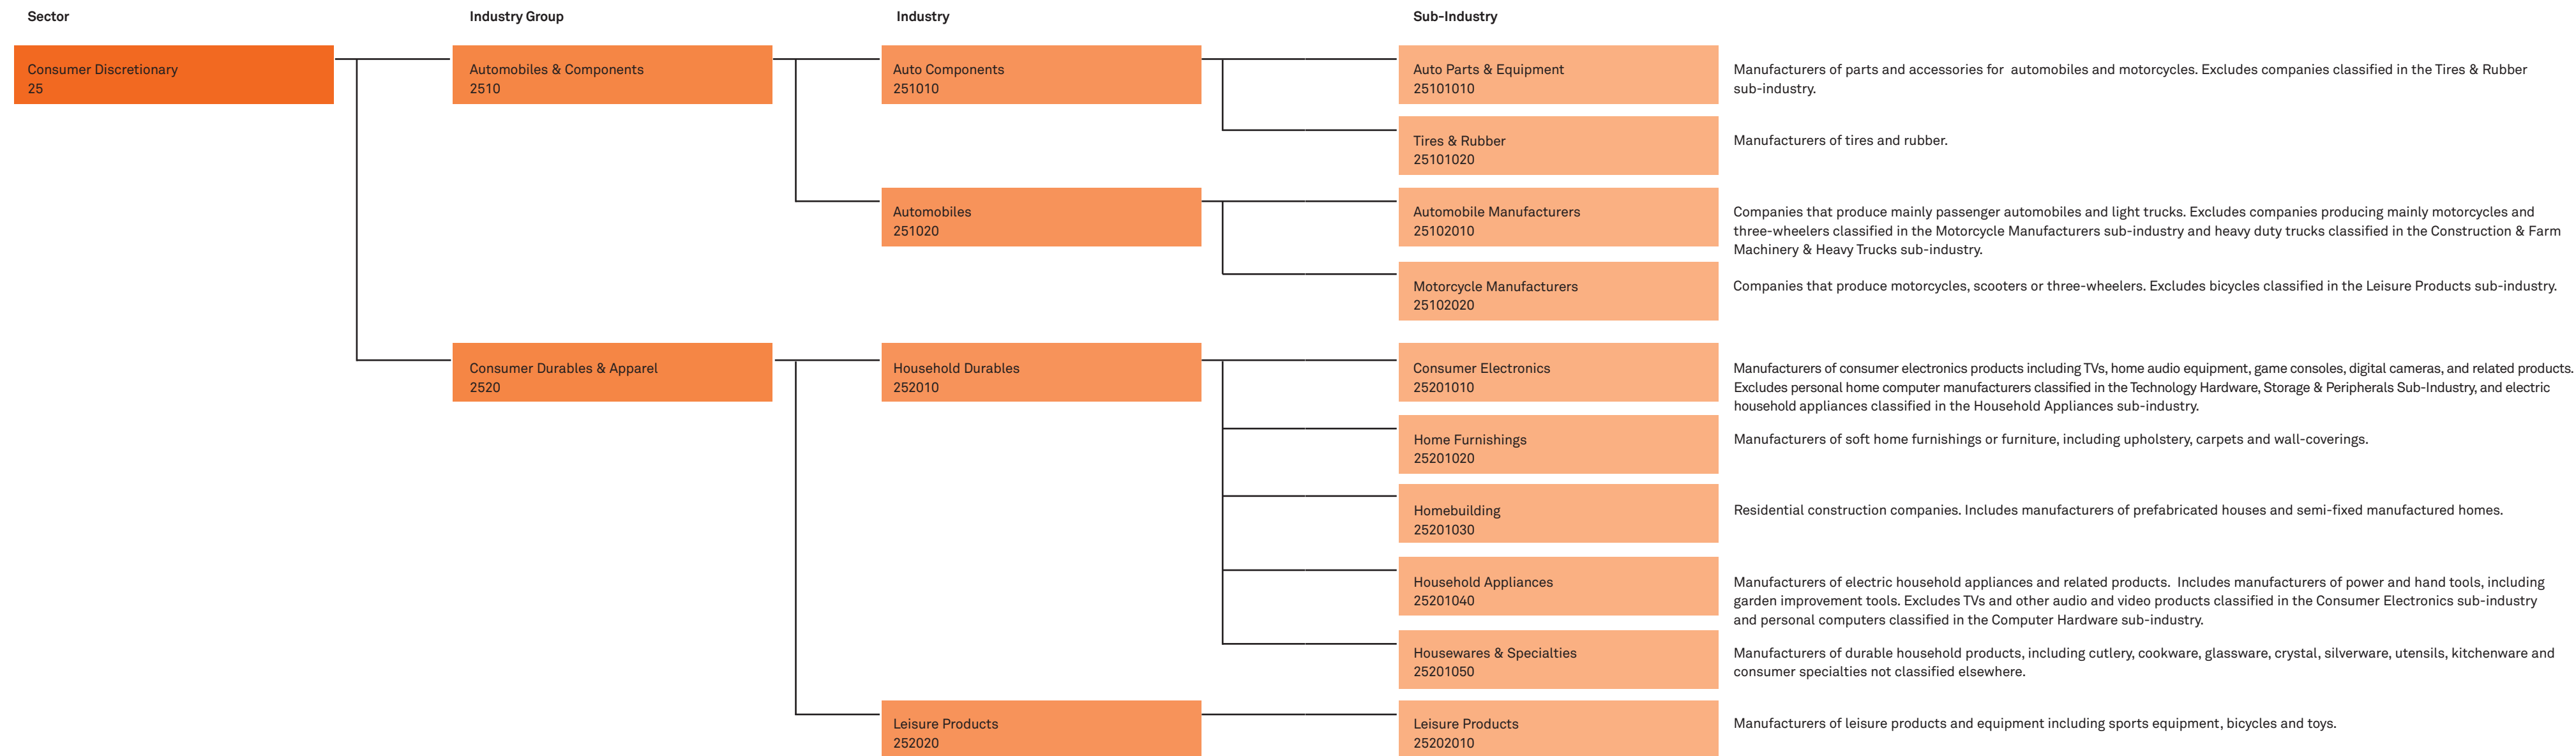 Sector
Industry Group
Industry
Sub-Industry
Consumer Discretionary
25
Automobiles & Components
2510
Auto Components
251010
Auto Parts & Equipment
25101010
Manufacturers of parts and accessories for automobiles and motorcycles. Excludes companies classified in the Tires & Rubber
sub-industry.
Tires & Rubber
25101020
Manufacturers of tires and rubber.
Automobiles
251020
Automobile Manufacturers
25102010
Companies that produce mainly passenger automobiles and light trucks. Excludes companies producing mainly motorcycles and
three-wheelers classified in the Motorcycle Manufacturers sub-industry and heavy duty trucks classified in the Construction & Farm
Machinery & Heavy Trucks sub-industry.
Motorcycle Manufacturers
25102020
Companies that produce motorcycles, scooters or three-wheelers. Excludes bicycles classified in the Leisure Products sub-industry.
Consumer Durables & Apparel
2520
Household Durables
252010
Consumer Electronics
25201010
Manufacturers of consumer electronics products including TVs, home audio equipment, game consoles, digital cameras, and related products.
Excludes personal home computer manufacturers classified in the Technology Hardware, Storage & Peripherals Sub-Industry, and electric
household appliances classified in the Household Appliances sub-industry.
Home Furnishings
25201020
Manufacturers of soft home furnishings or furniture, including upholstery, carpets and wall-coverings.
Homebuilding
25201030
Residential construction companies. Includes manufacturers of prefabricated houses and semi-fixed manufactured homes.
Household Appliances
25201040
Manufacturers of electric household appliances and related products. Includes manufacturers of power and hand tools, including
garden improvement tools. Excludes TVs and other audio and video products classified in the Consumer Electronics sub-industry
and personal computers classified in the Computer Hardware sub-industry.
Housewares & Specialties
25201050
Manufacturers of durable household products, including cutlery, cookware, glassware, crystal, silverware, utensils, kitchenware and
consumer specialties not classified elsewhere.
Leisure Products
252020
Leisure Products
25202010
Manufacturers of leisure products and equipment including sports equipment, bicycles and toys.